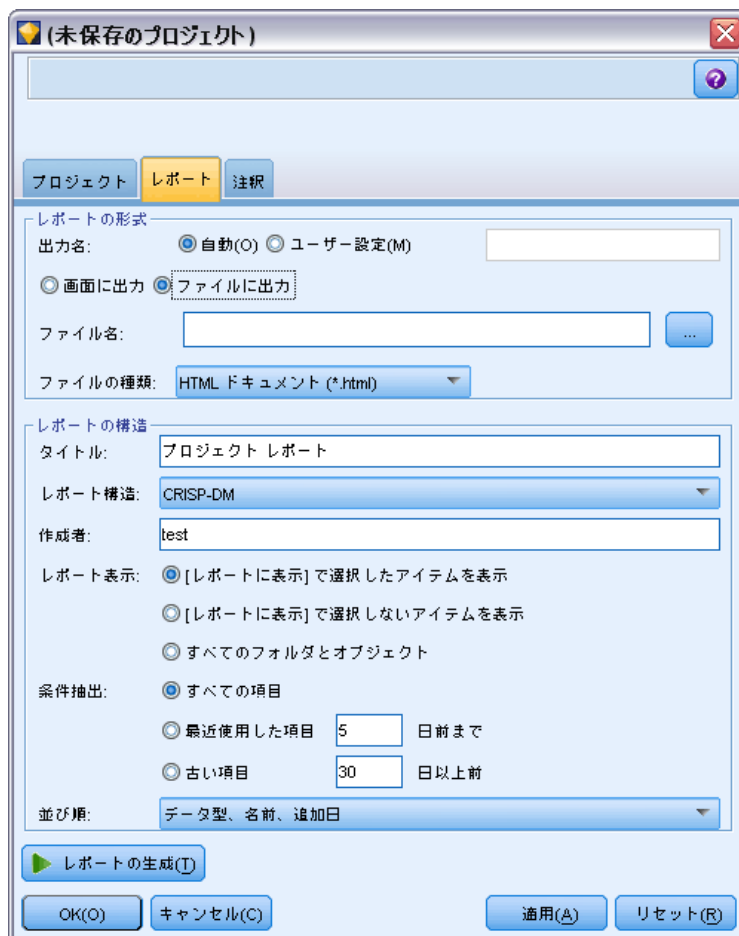 (未保存のプロジェクト)
プロジェクト レポート 注釈
レポートの形式
出力名: 自動(O) ユーザー設定(M)
画面に出力 ファイルに出力
ファイル名: ...
ファイルの種類: HTML ドキュメント (*.html)
レポートの構造
タイトル: プロジェクト レポート
レポート構造: CRISP-DM
作成者: test
レポート表示: [レポートに表示] で選択したアイテムを表示
[レポートに表示] で選択しないアイテムを表示
すべてのフォルダとオブジェクト
条件抽出: すべての項目
最近使用した項目 5 日前まで
古い項目 30 日以上前
並び順: データ型、名前、追加日
レポートの生成(T)
OK(O) キャンセル(C) 適用(A) リセット(R)